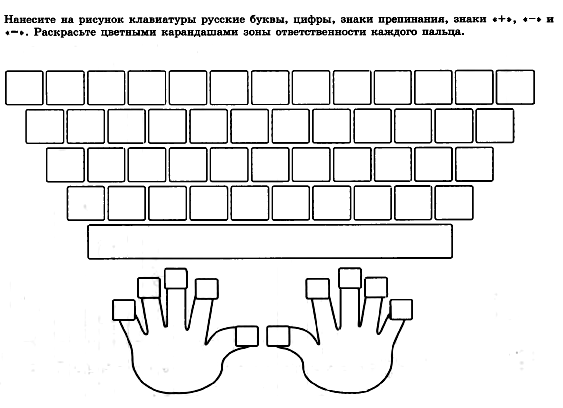 Нанесите на рисунок клавиатуры русские буквы, цифры, знаки препинания, знаки «+», «−» и
«=». Раскрасьте цветными карандашами зоны ответственности каждого пальца.